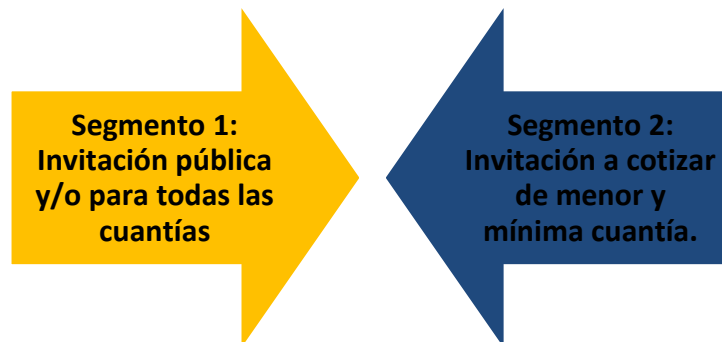 Segmento 1:
Invitación pública
y/o para todas las
cuantías
Segmento 2:
Invitación a cotizar
de menor y
mínima cuantía.